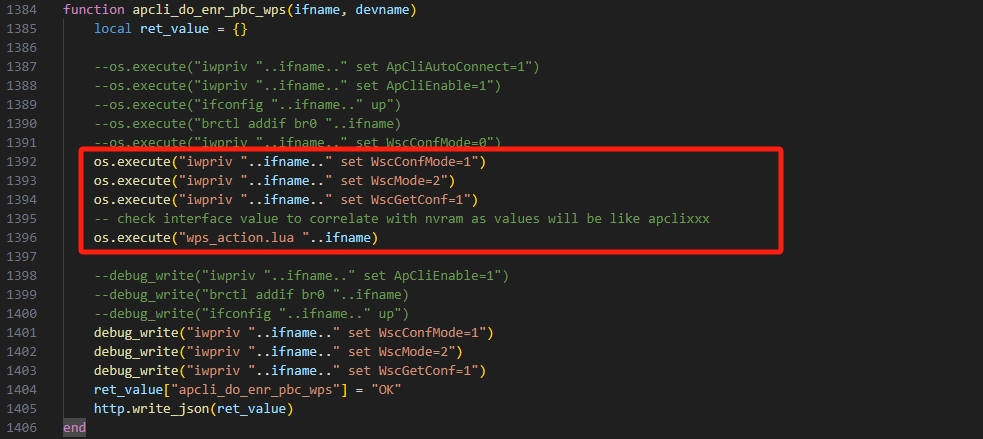 1384 function apcli_do_enr_pbc_wps(ifname, devname)
1385     local ret_value = {}
1386
1387     --os.execute("iwpriv "..ifname.." set ApCliAutoConnect=1")
1388     --os.execute("iwpriv "..ifname.." set ApCliEnable=1")
1389     --os.execute("ifconfig "..ifname.." up")
1390     --os.execute("brctl addif br0 "..ifname)
1391     --os.execute("iwpriv "..ifname.." set WscConfMode=0")
1392     os.execute("iwpriv "..ifname.." set WscConfMode=1")
1393     os.execute("iwpriv "..ifname.." set WscMode=2")
1394     os.execute("iwpriv "..ifname.." set WscGetConf=1")
1395     -- check interface value to correlate with nvram as values will be like apclixxx
1396     os.execute("wps_action.lua "..ifname)
1397
1398     --debug_write("iwpriv "..ifname.." set ApCliEnable=1")
1399     --debug_write("brctl addif br0 "..ifname)
1400     --debug_write("ifconfig "..ifname.." up")
1401     debug_write("iwpriv "..ifname.." set WscConfMode=1")
1402     debug_write("iwpriv "..ifname.." set WscMode=2")
1403     debug_write("iwpriv "..ifname.." set WscGetConf=1")
1404     ret_value["apcli_do_enr_pbc_wps"] = "OK"
1405     http.write_json(ret_value)
1406 end